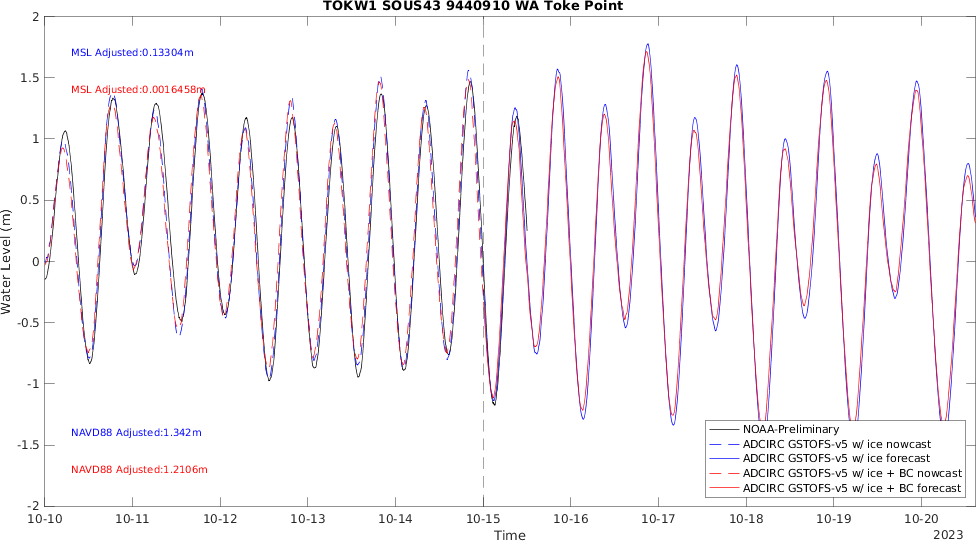 TOKW1 SOUS43 9440910 WA Toke Point
2
1.5
1
0.5
0
-0.5
-1
-1.5
-2
Water Level (m)
MSL Adjusted:0.13304m
MSL Adjusted:0.0016458m
NAVD88 Adjusted:1.342m
NAVD88 Adjusted:1.2106m
NOAA-Preliminary
ADCIRC GSTOFS-v5 w/ ice nowcast
ADCIRC GSTOFS-v5 w/ ice forecast
ADCIRC GSTOFS-v5 w/ ice + BC nowcast
ADCIRC GSTOFS-v5 w/ ice + BC forecast
10-10 10-11 10-12 10-13 10-14 10-15 10-16 10-17 10-18 10-19 10-20
Time
2023